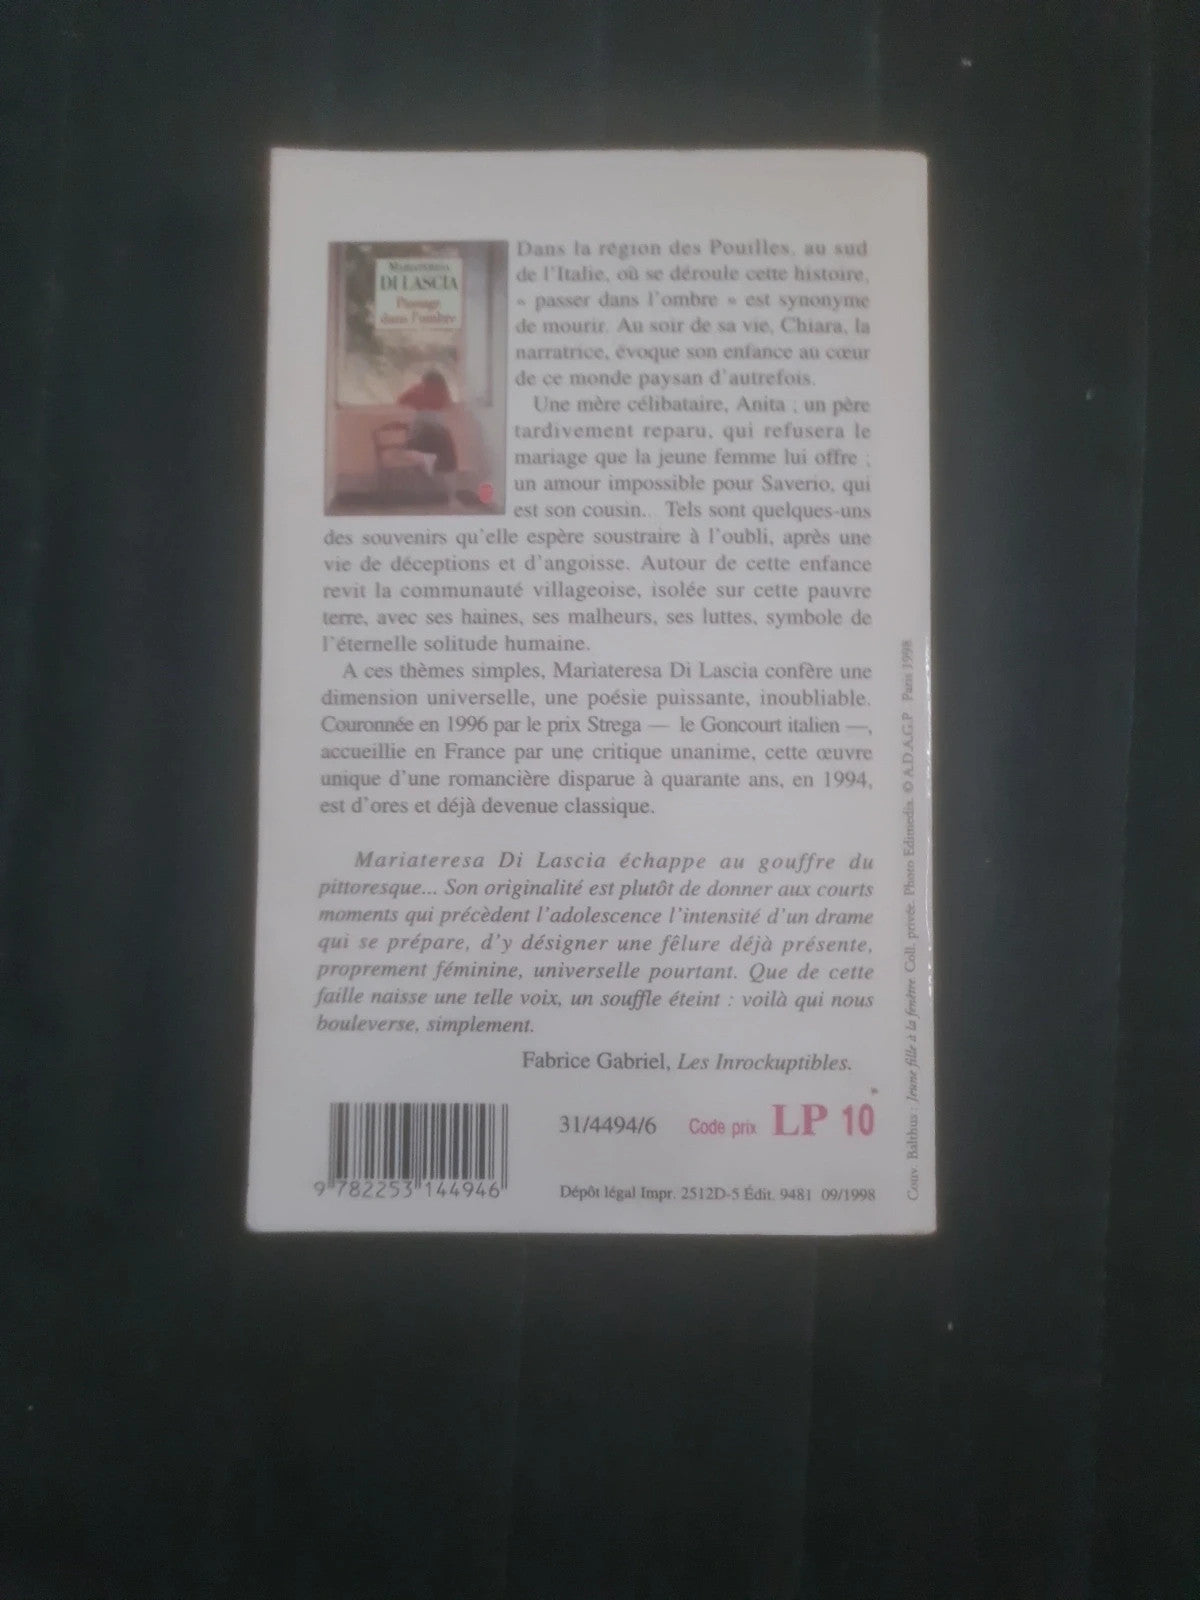 Mariateresa
DI LASCIA
Passage
dans l'ombre
Dans la région des Pouilles, au sud
de l'Italie, où se déroule cette histoire,
« passer dans l'ombre » est synonyme
de mourir. Au soir de sa vie, Chiara, la
narratrice, évoque son enfance au cœur
de ce monde paysan d'autrefois.
Une mère célibataire, Anita ; un père
tardivement reparu, qui refusera le
mariage que la jeune femme lui offre ;
un amour impossible pour Saverio, qui
est son cousin... Tels sont quelques-uns
des souvenirs qu'elle espère soustraire à l'oubli, après une
vie de déceptions et d'angoisse. Autour de cette enfance
revit la communauté villageoise, isolée sur cette pauvre
terre, avec ses haines, ses malheurs, ses luttes, symbole de
l'éternelle solitude humaine.
A ces thèmes simples, Mariateresa Di Lascia confère une
dimension universelle, une poésie puissante, inoubliable.
Couronnée en 1996 par le prix Strega — le Goncourt italien —,
accueillie en France par une critique unanime, cette œuvre
unique d'une romancière disparue à quarante ans, en 1994,
est d'ores et déjà devenue classique.
Mariateresa Di Lascia échappe au gouffre du
pittoresque... Son originalité est plutôt de donner aux courts
moments qui précèdent l'adolescence l'intensité d'un drame
qui se prépare, d'y désigner une fêlure déjà présente,
proprement féminine, universelle pourtant. Que de cette
faille naisse une telle voix, un souffle éteint : voilà qui nous
bouleverse, simplement.
Fabrice Gabriel, Les Inrockuptibles.
31/4494/6 Code prix LP 10
9 782253 144946
Dépôt légal Impr. 2512D-5 Édit. 9481 09/1998
Couv. Balthus : Jeune fille à la fenêtre. Coll. privée. Photo Edimedia. © A.D.A.G.P Paris 1998